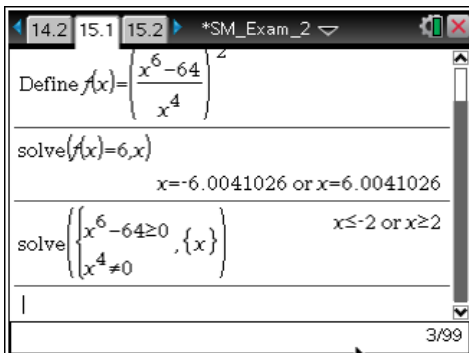 14.2 15.1 15.2 *SM_Exam_2
Define f(x)=((x^6-64)/(x^4))^2
solve(f(x)=6,x)
x=-6.0041026 or x=6.0041026
solve({x^6-64≥0, x^4≠0 ,{x}) x≤-2 or x≥2
3/99